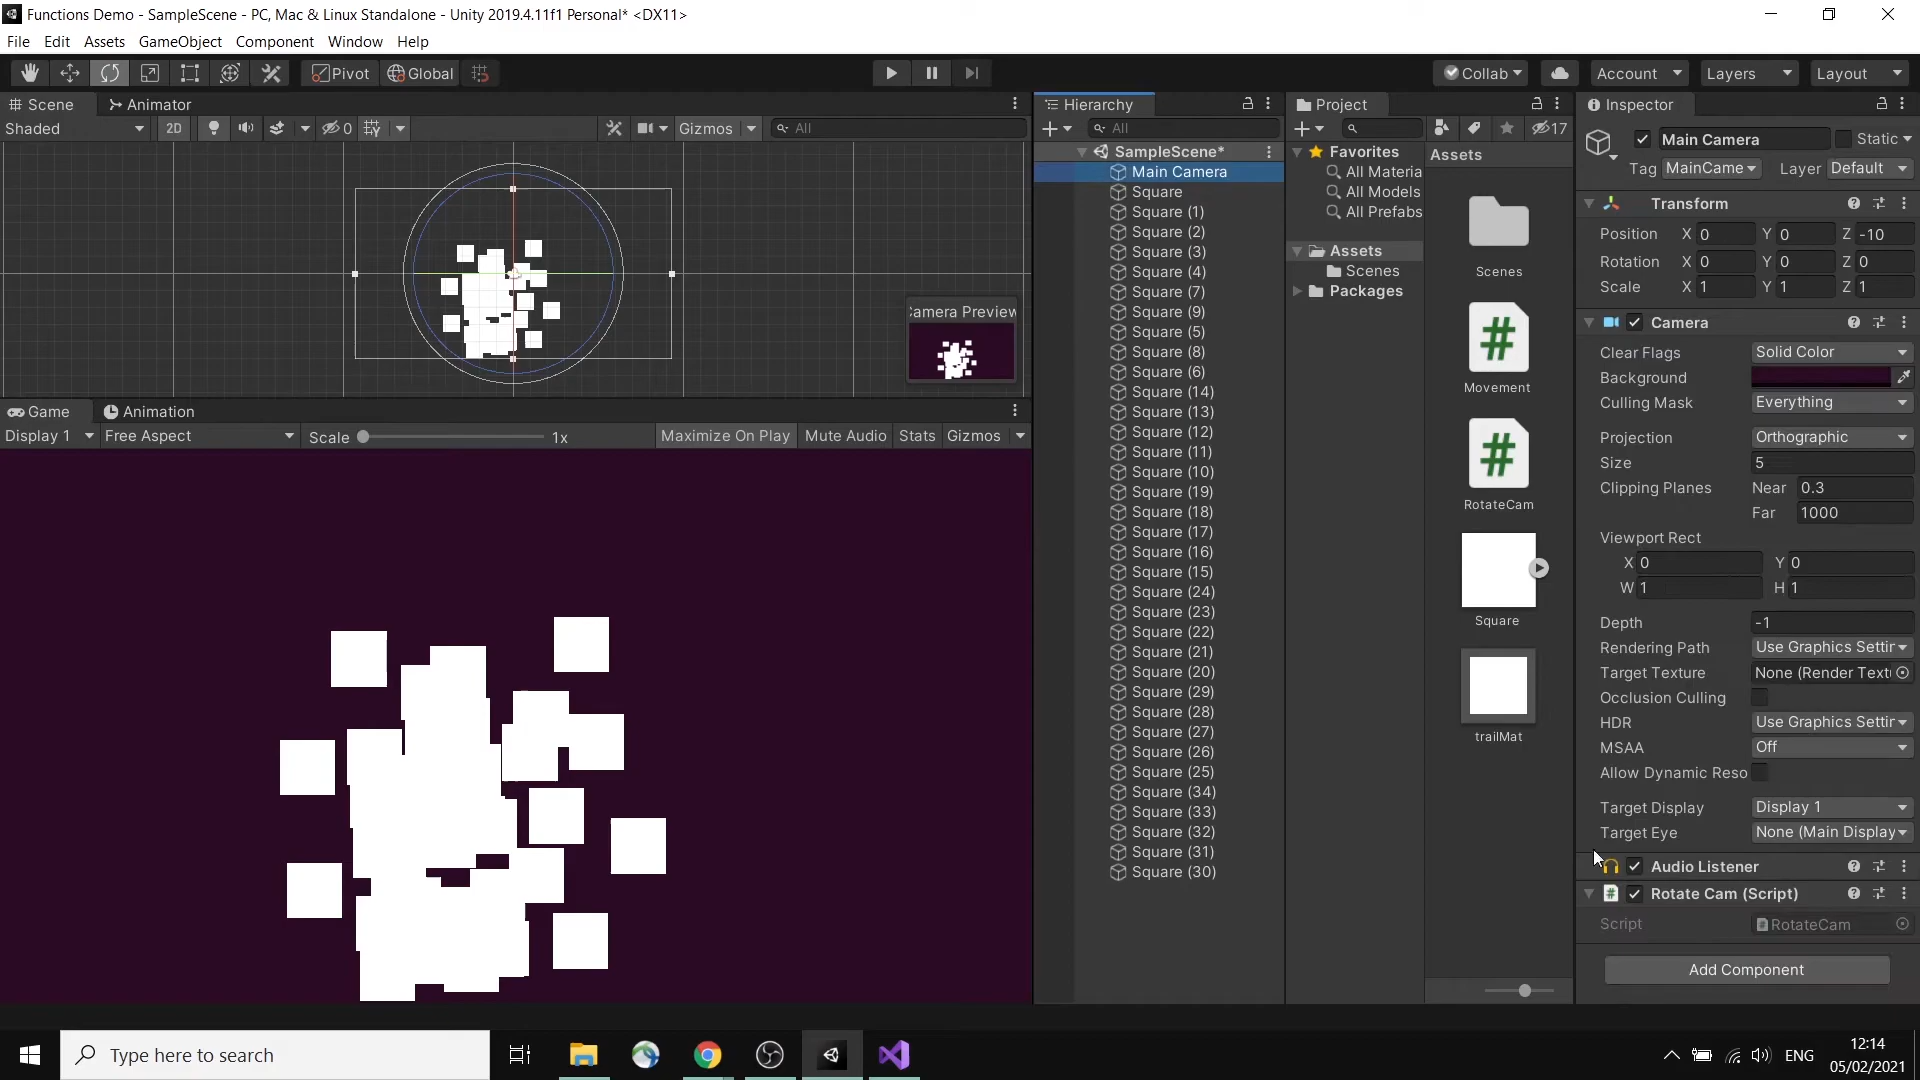 Functions Demo - SampleScene - PC, Mac & Linux Standalone - Unity 2019.4.11f1 Personal* <DX11>
File Edit Assets GameObject Component Window Help
Pivot Global Collab Account Layers Layout
Scene Animator
Shaded 2D 0 Gizmos All
Camera Preview
Game Animation
Display 1 Free Aspect Scale 1x Maximize On Play Mute Audio Stats Gizmos
Hierarchy
All
SampleScene*
Main Camera
Square
Square (1)
Square (2)
Square (3)
Square (4)
Square (7)
Square (9)
Square (5)
Square (8)
Square (6)
Square (14)
Square (13)
Square (12)
Square (11)
Square (10)
Square (19)
Square (18)
Square (17)
Square (16)
Square (15)
Square (24)
Square (23)
Square (22)
Square (21)
Square (20)
Square (29)
Square (28)
Square (27)
Square (26)
Square (25)
Square (34)
Square (33)
Square (32)
Square (31)
Square (30)
Project
17
Favorites
All Materia
All Models
All Prefabs
Assets
Scenes
Packages
Assets
Scenes
Movement
RotateCam
Square
trailMat
Inspector
Main Camera Static
Tag MainCame Layer Default
Transform
Position X 0 Y 0 Z -10
Rotation X 0 Y 0 Z 0
Scale X 1 Y 1 Z 1
Camera
Clear Flags Solid Color
Background
Culling Mask Everything
Projection Orthographic
Size 5
Clipping Planes Near 0.3
Far 1000
Viewport Rect
X 0 Y 0
W 1 H 1
Depth -1
Rendering Path Use Graphics Settir
Target Texture None (Render Textu
Occlusion Culling
HDR Use Graphics Settir
MSAA Off
Allow Dynamic Reso
Target Display Display 1
Target Eye None (Main Display
Audio Listener
Rotate Cam (Script)
Script RotateCam
Add Component
Type here to search
ENG
12:14
05/02/2021